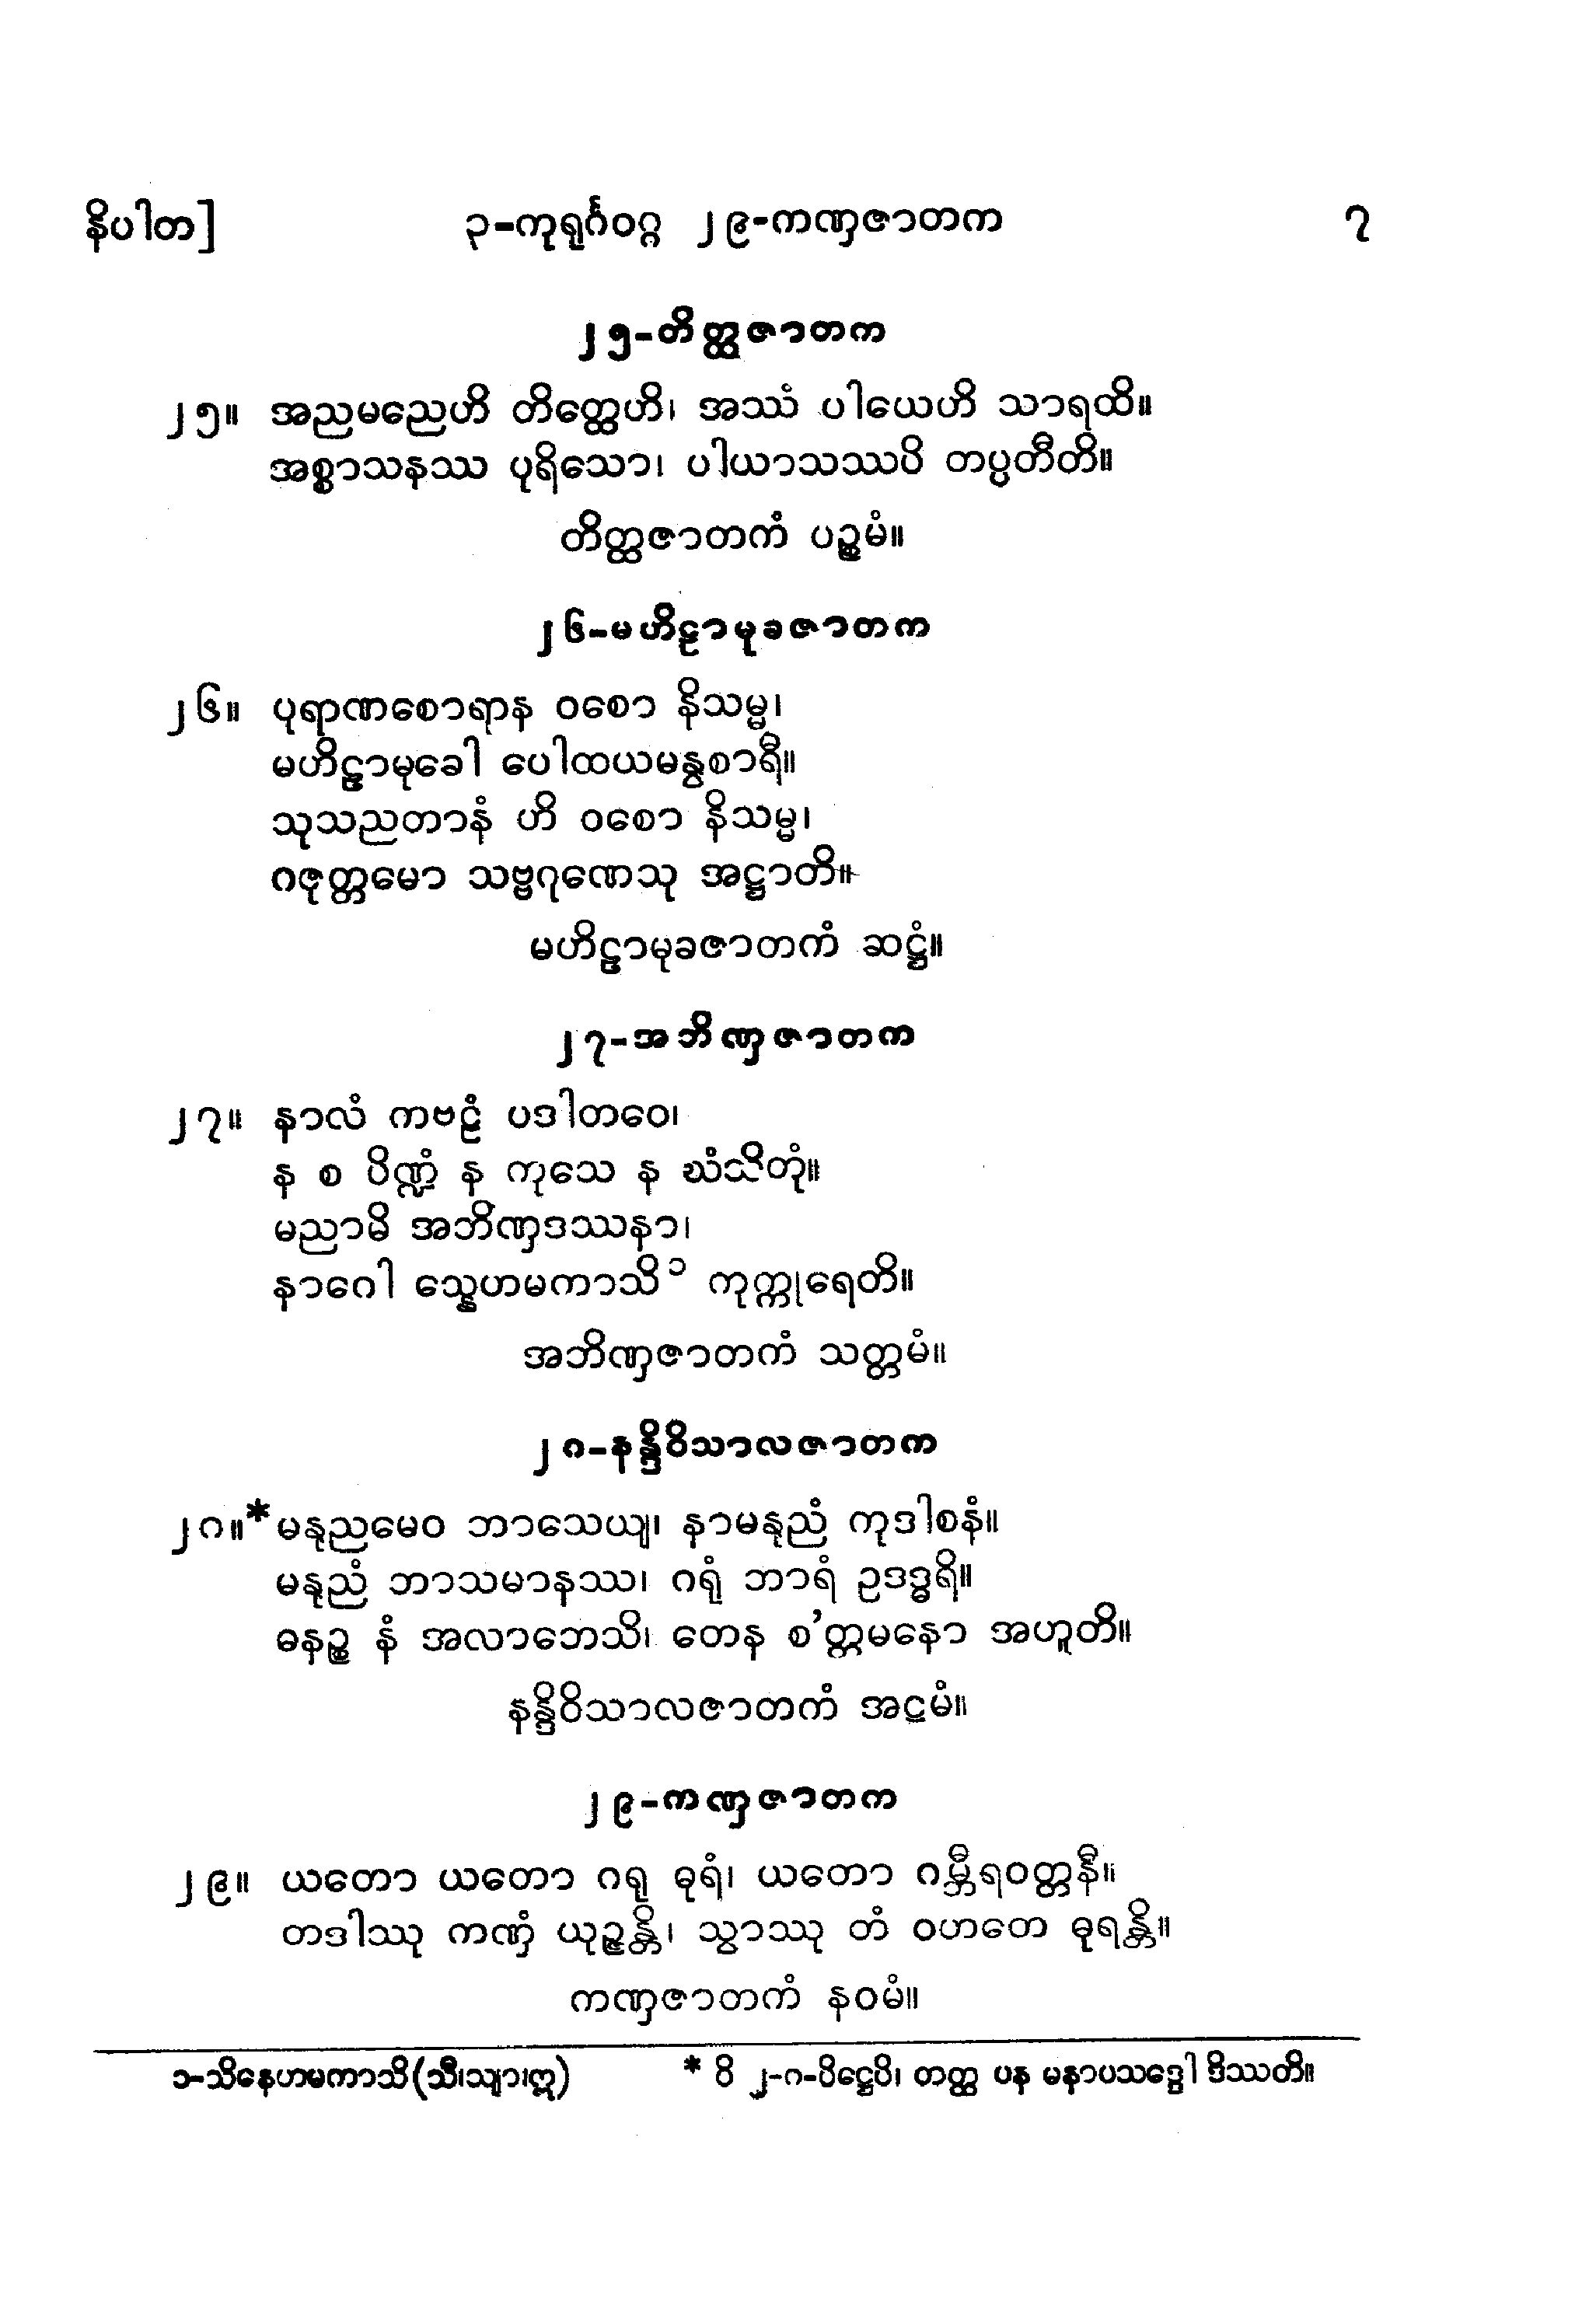 နိပါတ] ၃-ကုရုင်္ဂဝဂ္ဂ ၂၉-ကဏှဇာတက ၇
၂၅-တိတ္ထဇာတက
၂၅။ အညမညေဟိ တိတ္ထေဟိ၊ အဿံ ပါယေဟိ သာရထိ။
အစ္စာသနဿ ပုရိသော၊ ပါယာသဿပိ တပ္ပတီတိ။
တိတ္ထဇာတကံ ပဉ္စမံ။
၂၆-မဟိဠာမုခဇာတက
၂၆။ ပုရာဏစောရာန ဝစော နိသမ္မ၊
မဟိဠာမုခေါ ပေါထယမနွစာရီ။
သုသညတာနံ ဟိ ဝစော နိသမ္မ၊
ဂဇုတ္တမော သဗ္ဗဂုဏေသု အဋ္ဌာတိ။
မဟိဠာမုခဇာတကံ ဆဋ္ဌံ။
၂၇-အဘိဏှဇာတက
၂၇။ နာလံ ကဗဠံ ပဒါတဝေ၊
န စ ပိဏ္ဍံ န ကုသေ န ဃံသိတုံ။
မညာမိ အဘိဏှဒဿနာ၊
နာဂေါ သ္နေဟမကာသိ၁ ကုက္ကုရေတိ။
အဘိဏှဇာတကံ သတ္တမံ။
၂၈-နန္ဒိဝိသာလဇာတက
၂၈။* မနုညမေဝ ဘာသေယျ၊ နာမနုညံ ကုဒါစနံ။
မနုညံ ဘာသမာနဿ၊ ဂရုံ ဘာရံ ဥဒဒ္ဓရိ။
ဓနဉ္စ နံ အလာဘေသိ၊ တေန စ’တ္တမနော အဟူတိ။
နန္ဒိဝိသာလဇာတကံ အဋ္ဌမံ။
၂၉-ကဏှဇာတက
၂၉။ ယတော ယတော ဂရု ဓုရံ၊ ယတော ဂမ္ဘီရဝတ္တနီ။
တဒါဿု ကဏှံ ယုဉ္ဇန္တိ၊ သွာဿု တံ ဝဟတေ ဓုရန္တိ။
ကဏှဇာတကံ နဝမံ။
၁-သိနေဟမကာသိ(သီ၊သျာ၊ဣ) * ဝိ ၂-၈-ပိဋ္ဌေပိ၊ တတ္ထ ပန မနာပသဒ္ဒေါ ဒိဿတိ။